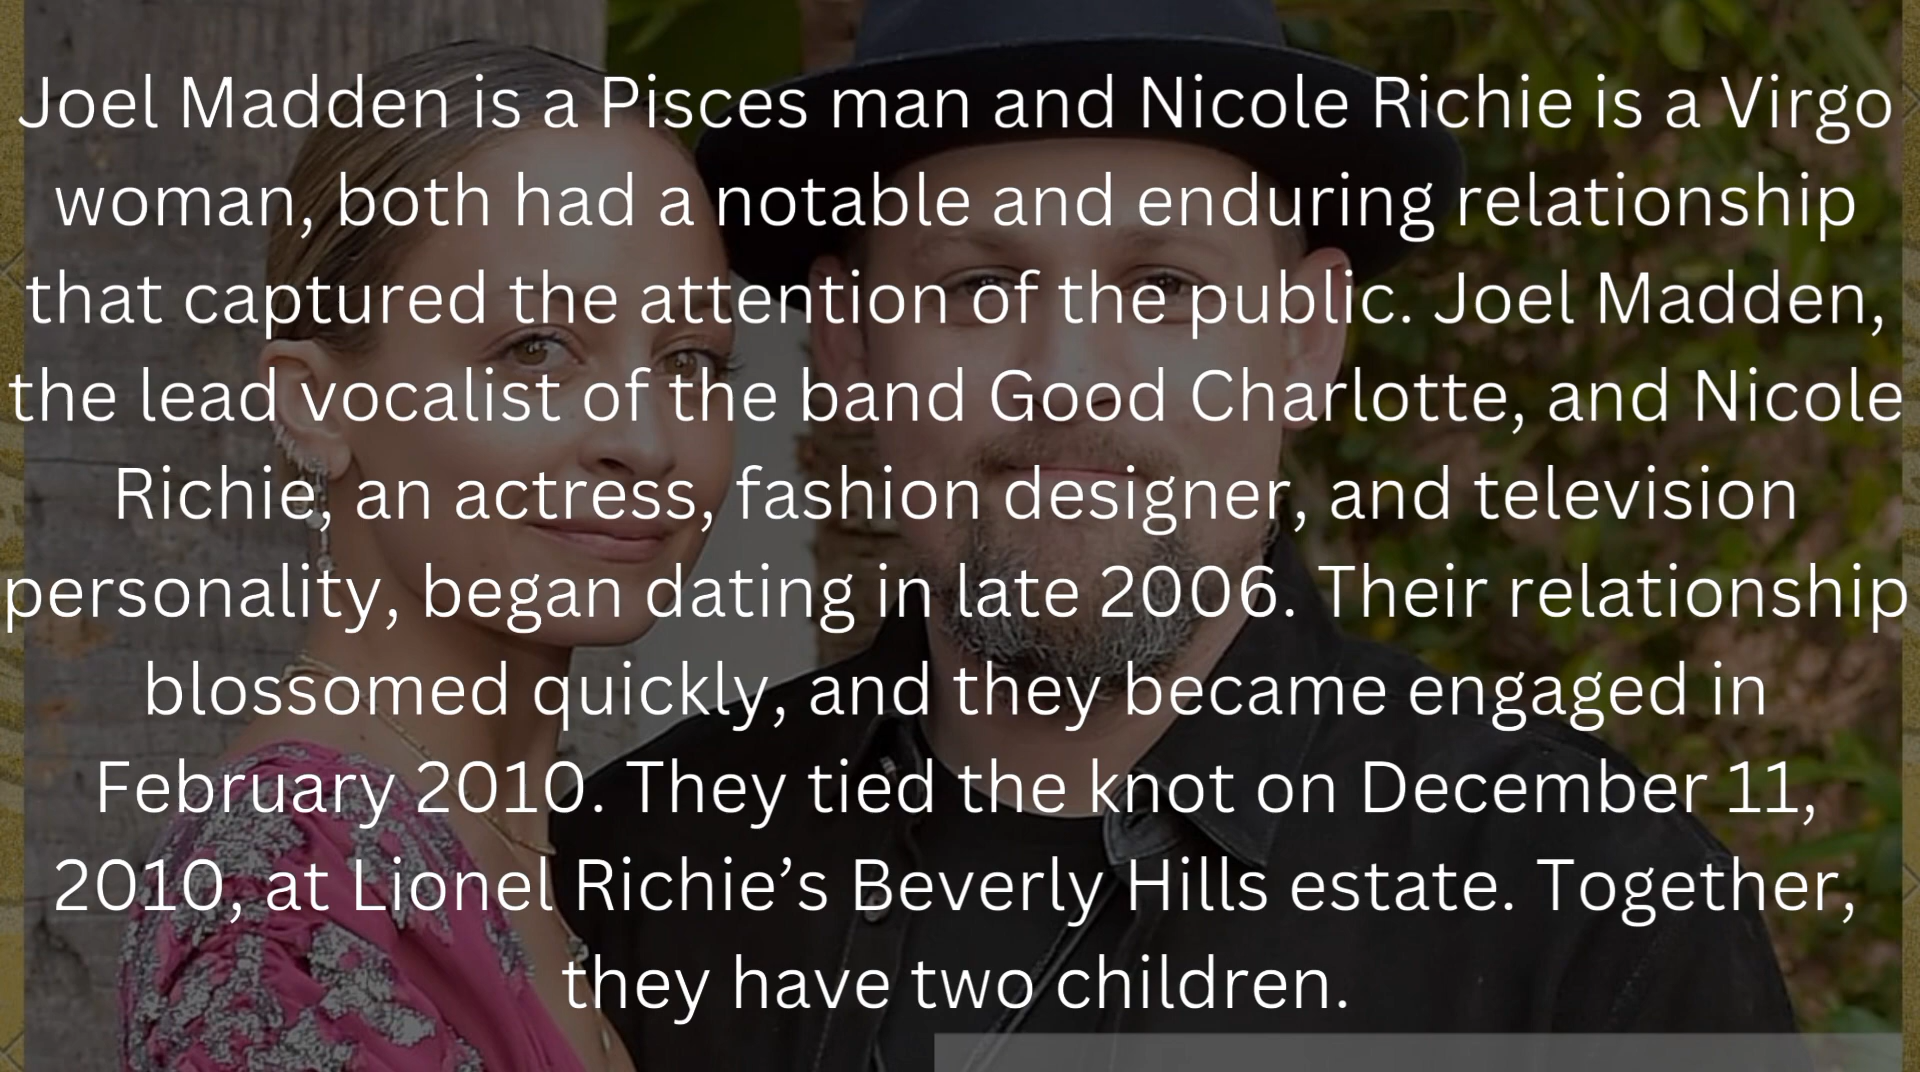 Joel Madden is a Pisces man and Nicole Richie is a Virgo
woman, both had a notable and enduring relationship
that captured the attention of the public. Joel Madden,
the lead vocalist of the band Good Charlotte, and Nicole
Richie, an actress, fashion designer, and television
personality, began dating in late 2006. Their relationship
blossomed quickly, and they became engaged in
February 2010. They tied the knot on December 11,
2010, at Lionel Richie’s Beverly Hills estate. Together,
they have two children.